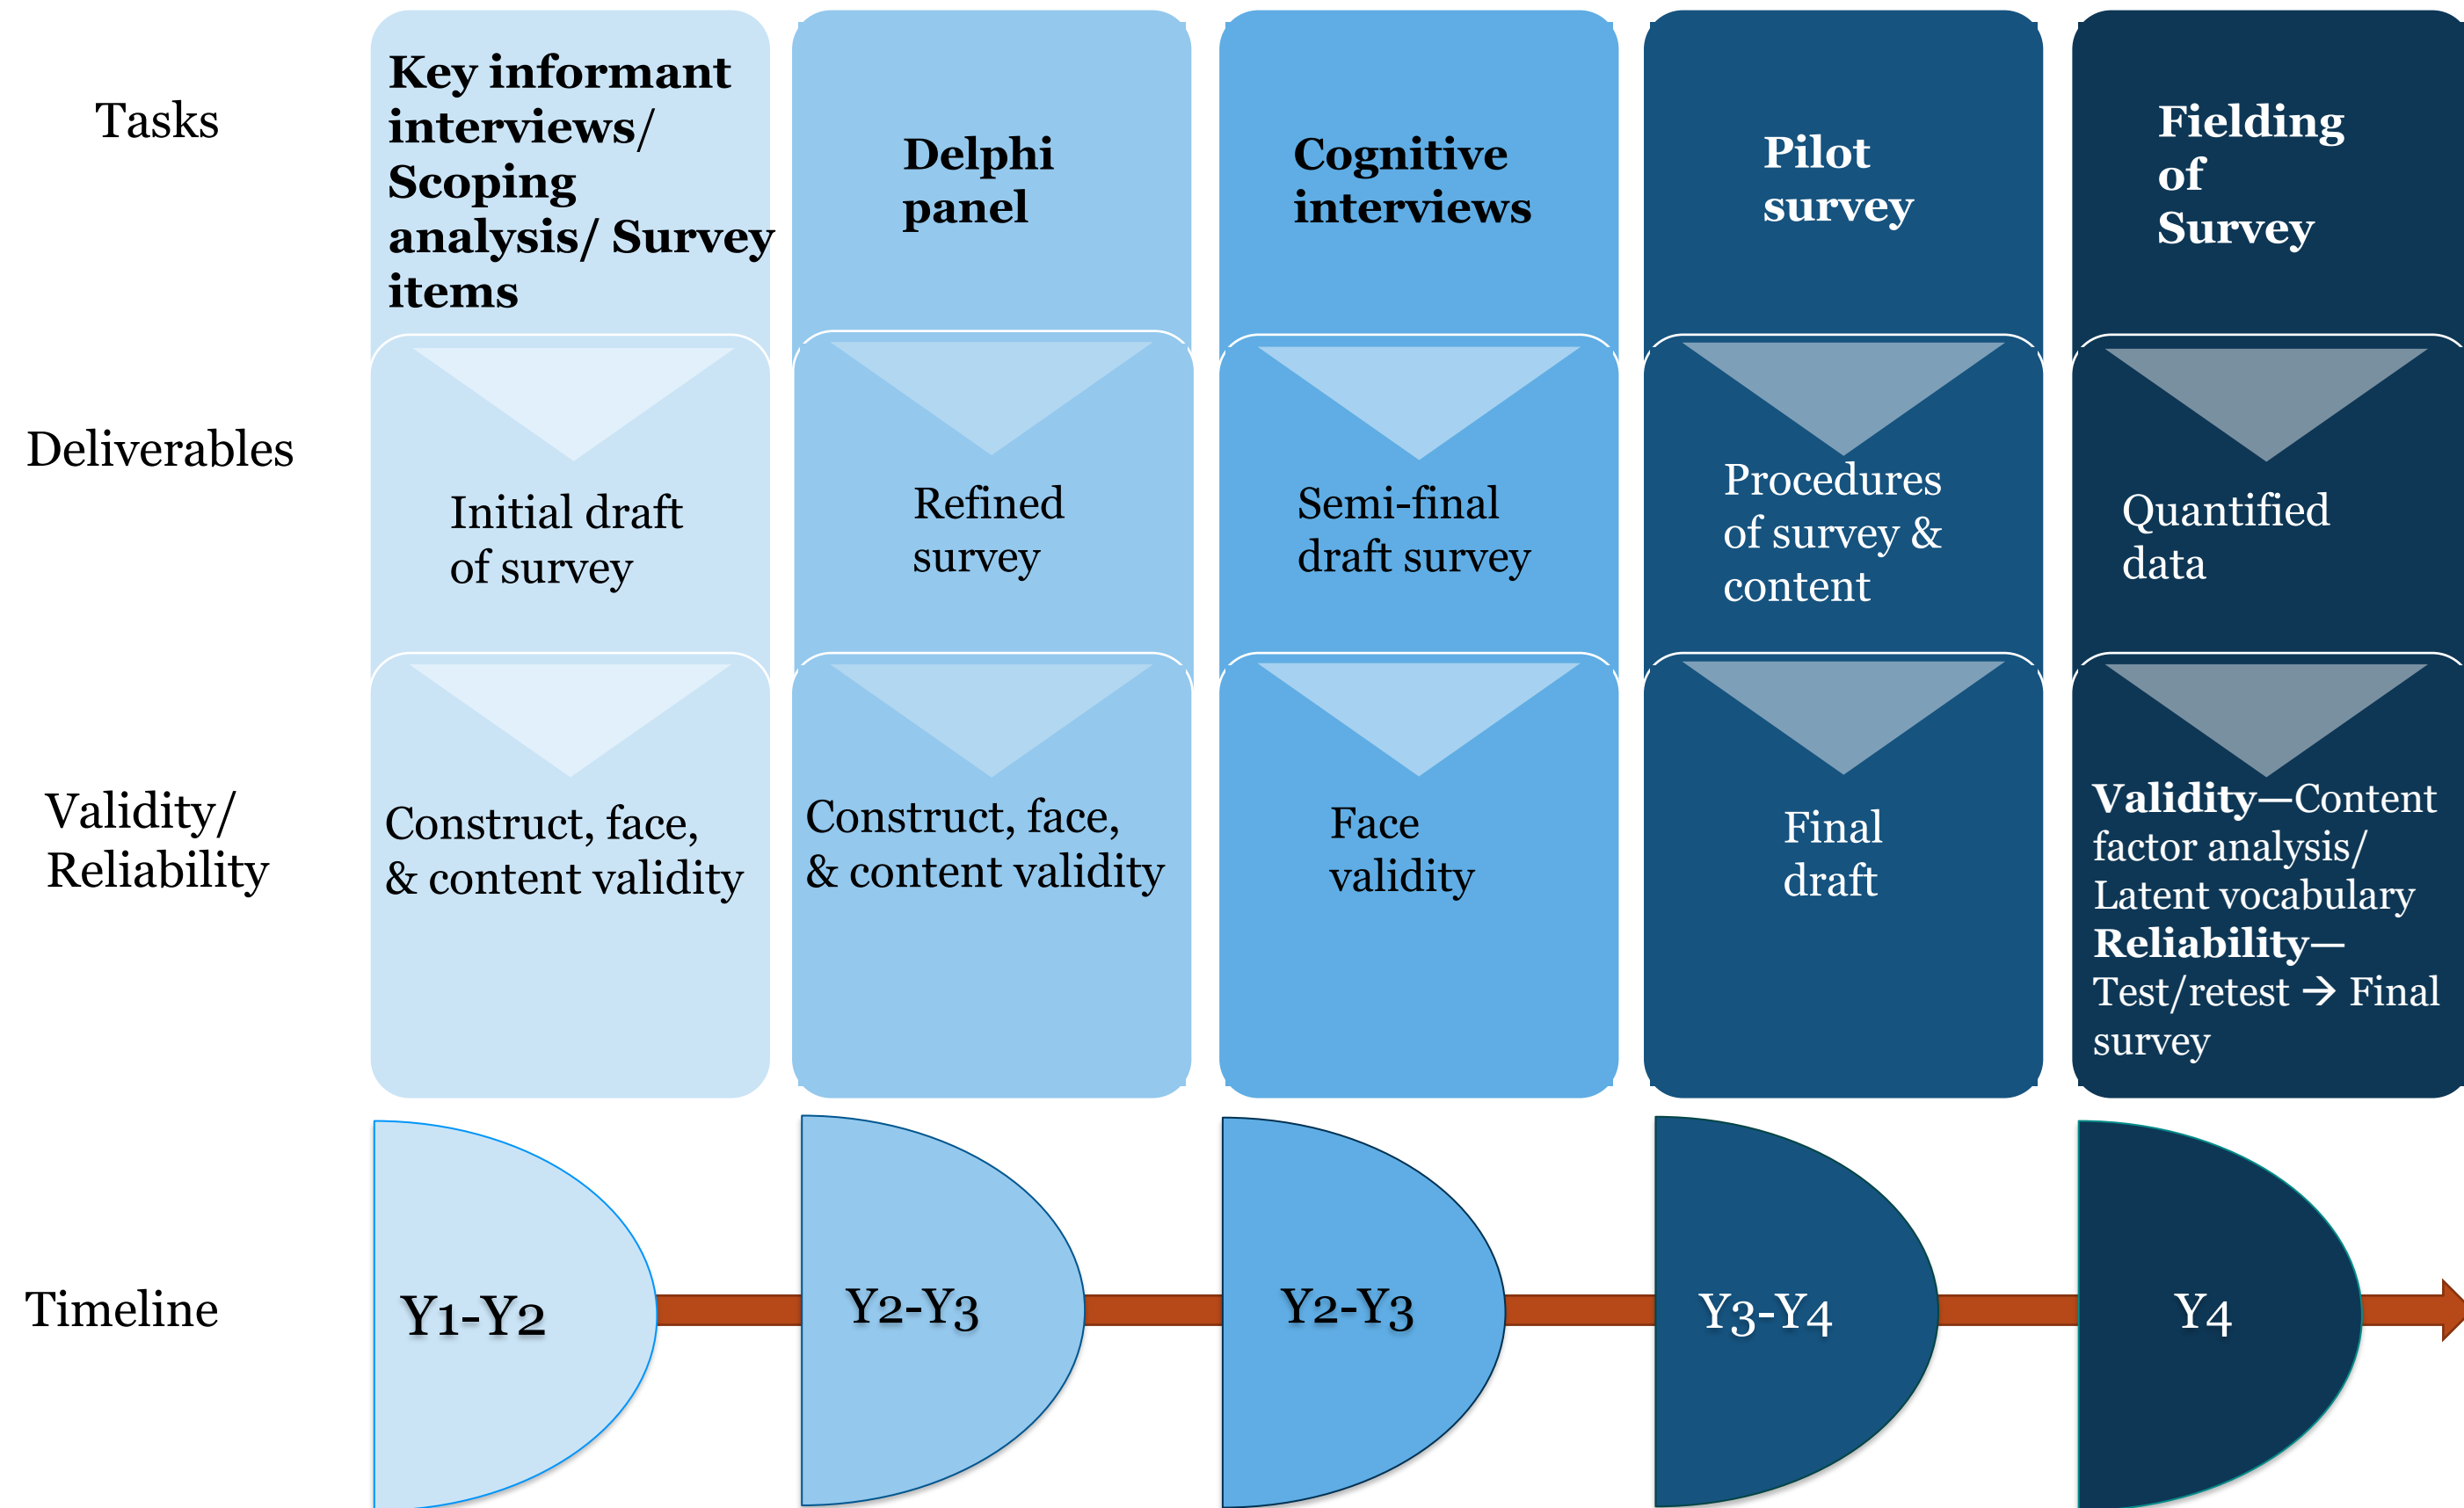 Tasks
Key informant
interviews/
Scoping
analysis/ Survey
items
Delphi
panel
Cognitive
interviews
Pilot
survey
Fielding
of
Survey
Deliverables
Initial draft
of survey
Refined
survey
Semi-final
draft survey
Procedures
of survey &
content
Quantified
data
Validity/
Reliability
Construct, face,
& content validity
Construct, face,
& content validity
Face
validity
Final
draft
Validity—Content
factor analysis/
Latent vocabulary
Reliability—
Test/retest → Final
survey
Timeline
Y1-Y2
Y2-Y3
Y2-Y3
Y3-Y4
Y4